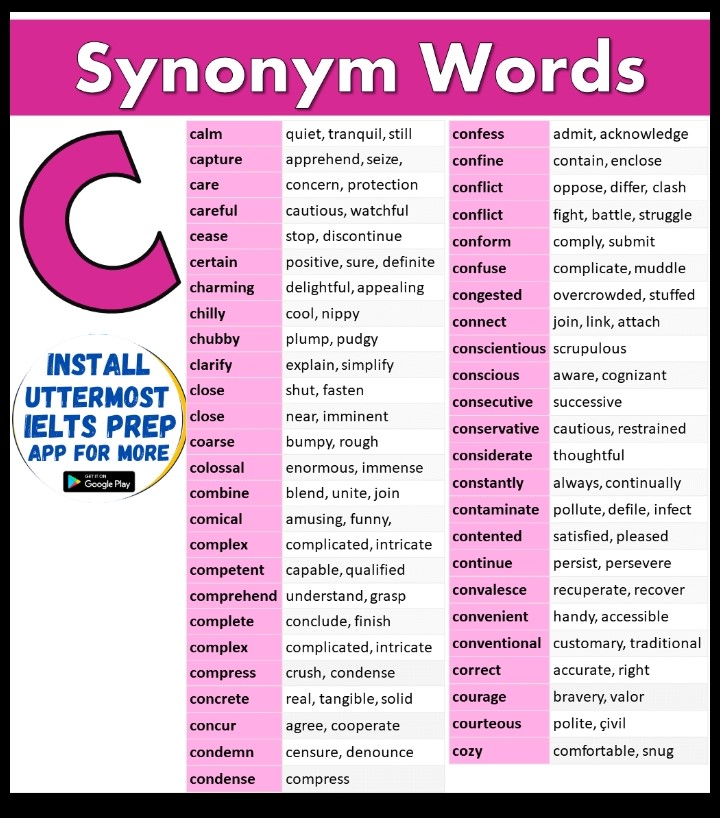 Synonym Words
C
INSTALL
UTTERMOST
IELTS PREP
APP FOR MORE
GET IT ON
Google Play
calm quiet, tranquil, still
capture apprehend, seize,
care concern, protection
careful cautious, watchful
cease stop, discontinue
certain positive, sure, definite
charming delightful, appealing
chilly cool, nippy
chubby plump, pudgy
clarify explain, simplify
close shut, fasten
close near, imminent
coarse bumpy, rough
colossal enormous, immense
combine blend, unite, join
comical amusing, funny,
complex complicated, intricate
competent capable, qualified
comprehend understand, grasp
complete conclude, finish
complex complicated, intricate
compress crush, condense
concrete real, tangible, solid
concur agree, cooperate
condemn censure, denounce
condense compress
confess admit, acknowledge
confine contain, enclose
conflict oppose, differ, clash
conflict fight, battle, struggle
conform comply, submit
confuse complicate, muddle
congested overcrowded, stuffed
connect join, link, attach
conscientious scrupulous
conscious aware, cognizant
consecutive successive
conservative cautious, restrained
considerate thoughtful
constantly always, continually
contaminate pollute, defile, infect
contented satisfied, pleased
continue persist, persevere
convalesce recuperate, recover
convenient handy, accessible
conventional customary, traditional
correct accurate, right
courage bravery, valor
courteous polite, çivil
cozy comfortable, snug